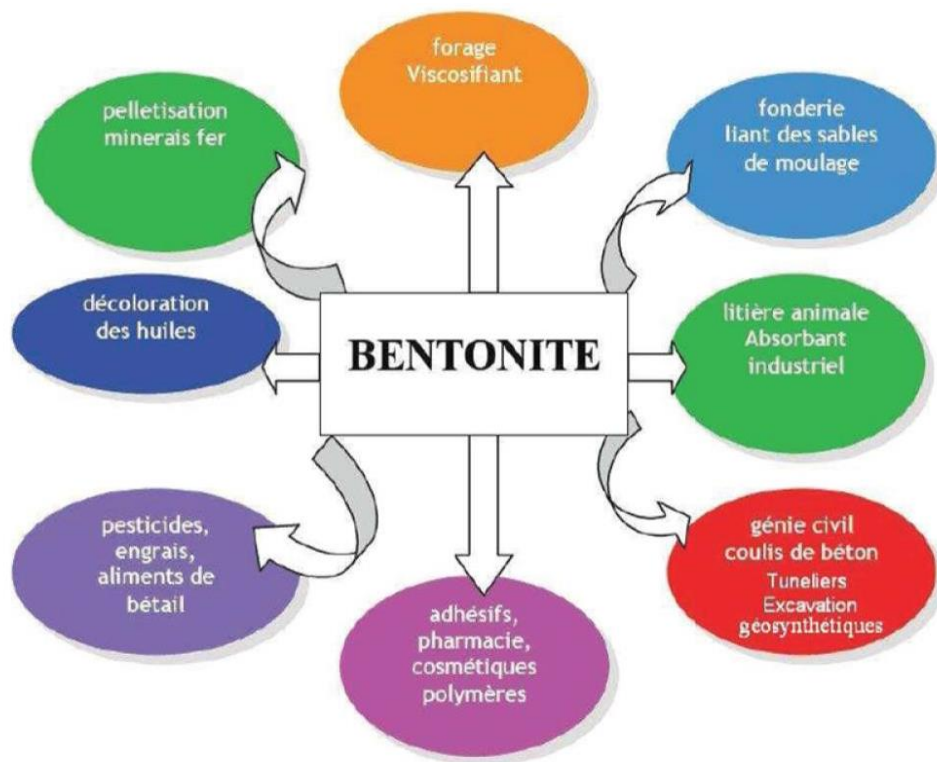 forage
Viscosifiant
pelletisation
minerais fer
fonderie
liant des sables
de moulage
décoloration
des huiles
BENTONITE
litière animale
Absorbant
industriel
pesticides,
engrais,
aliments de
bétail
adhésifs,
pharmacie,
cosmétiques
polymères
génie civil
coulis de béton
Tuneliers
Excavation
géosynthétiques